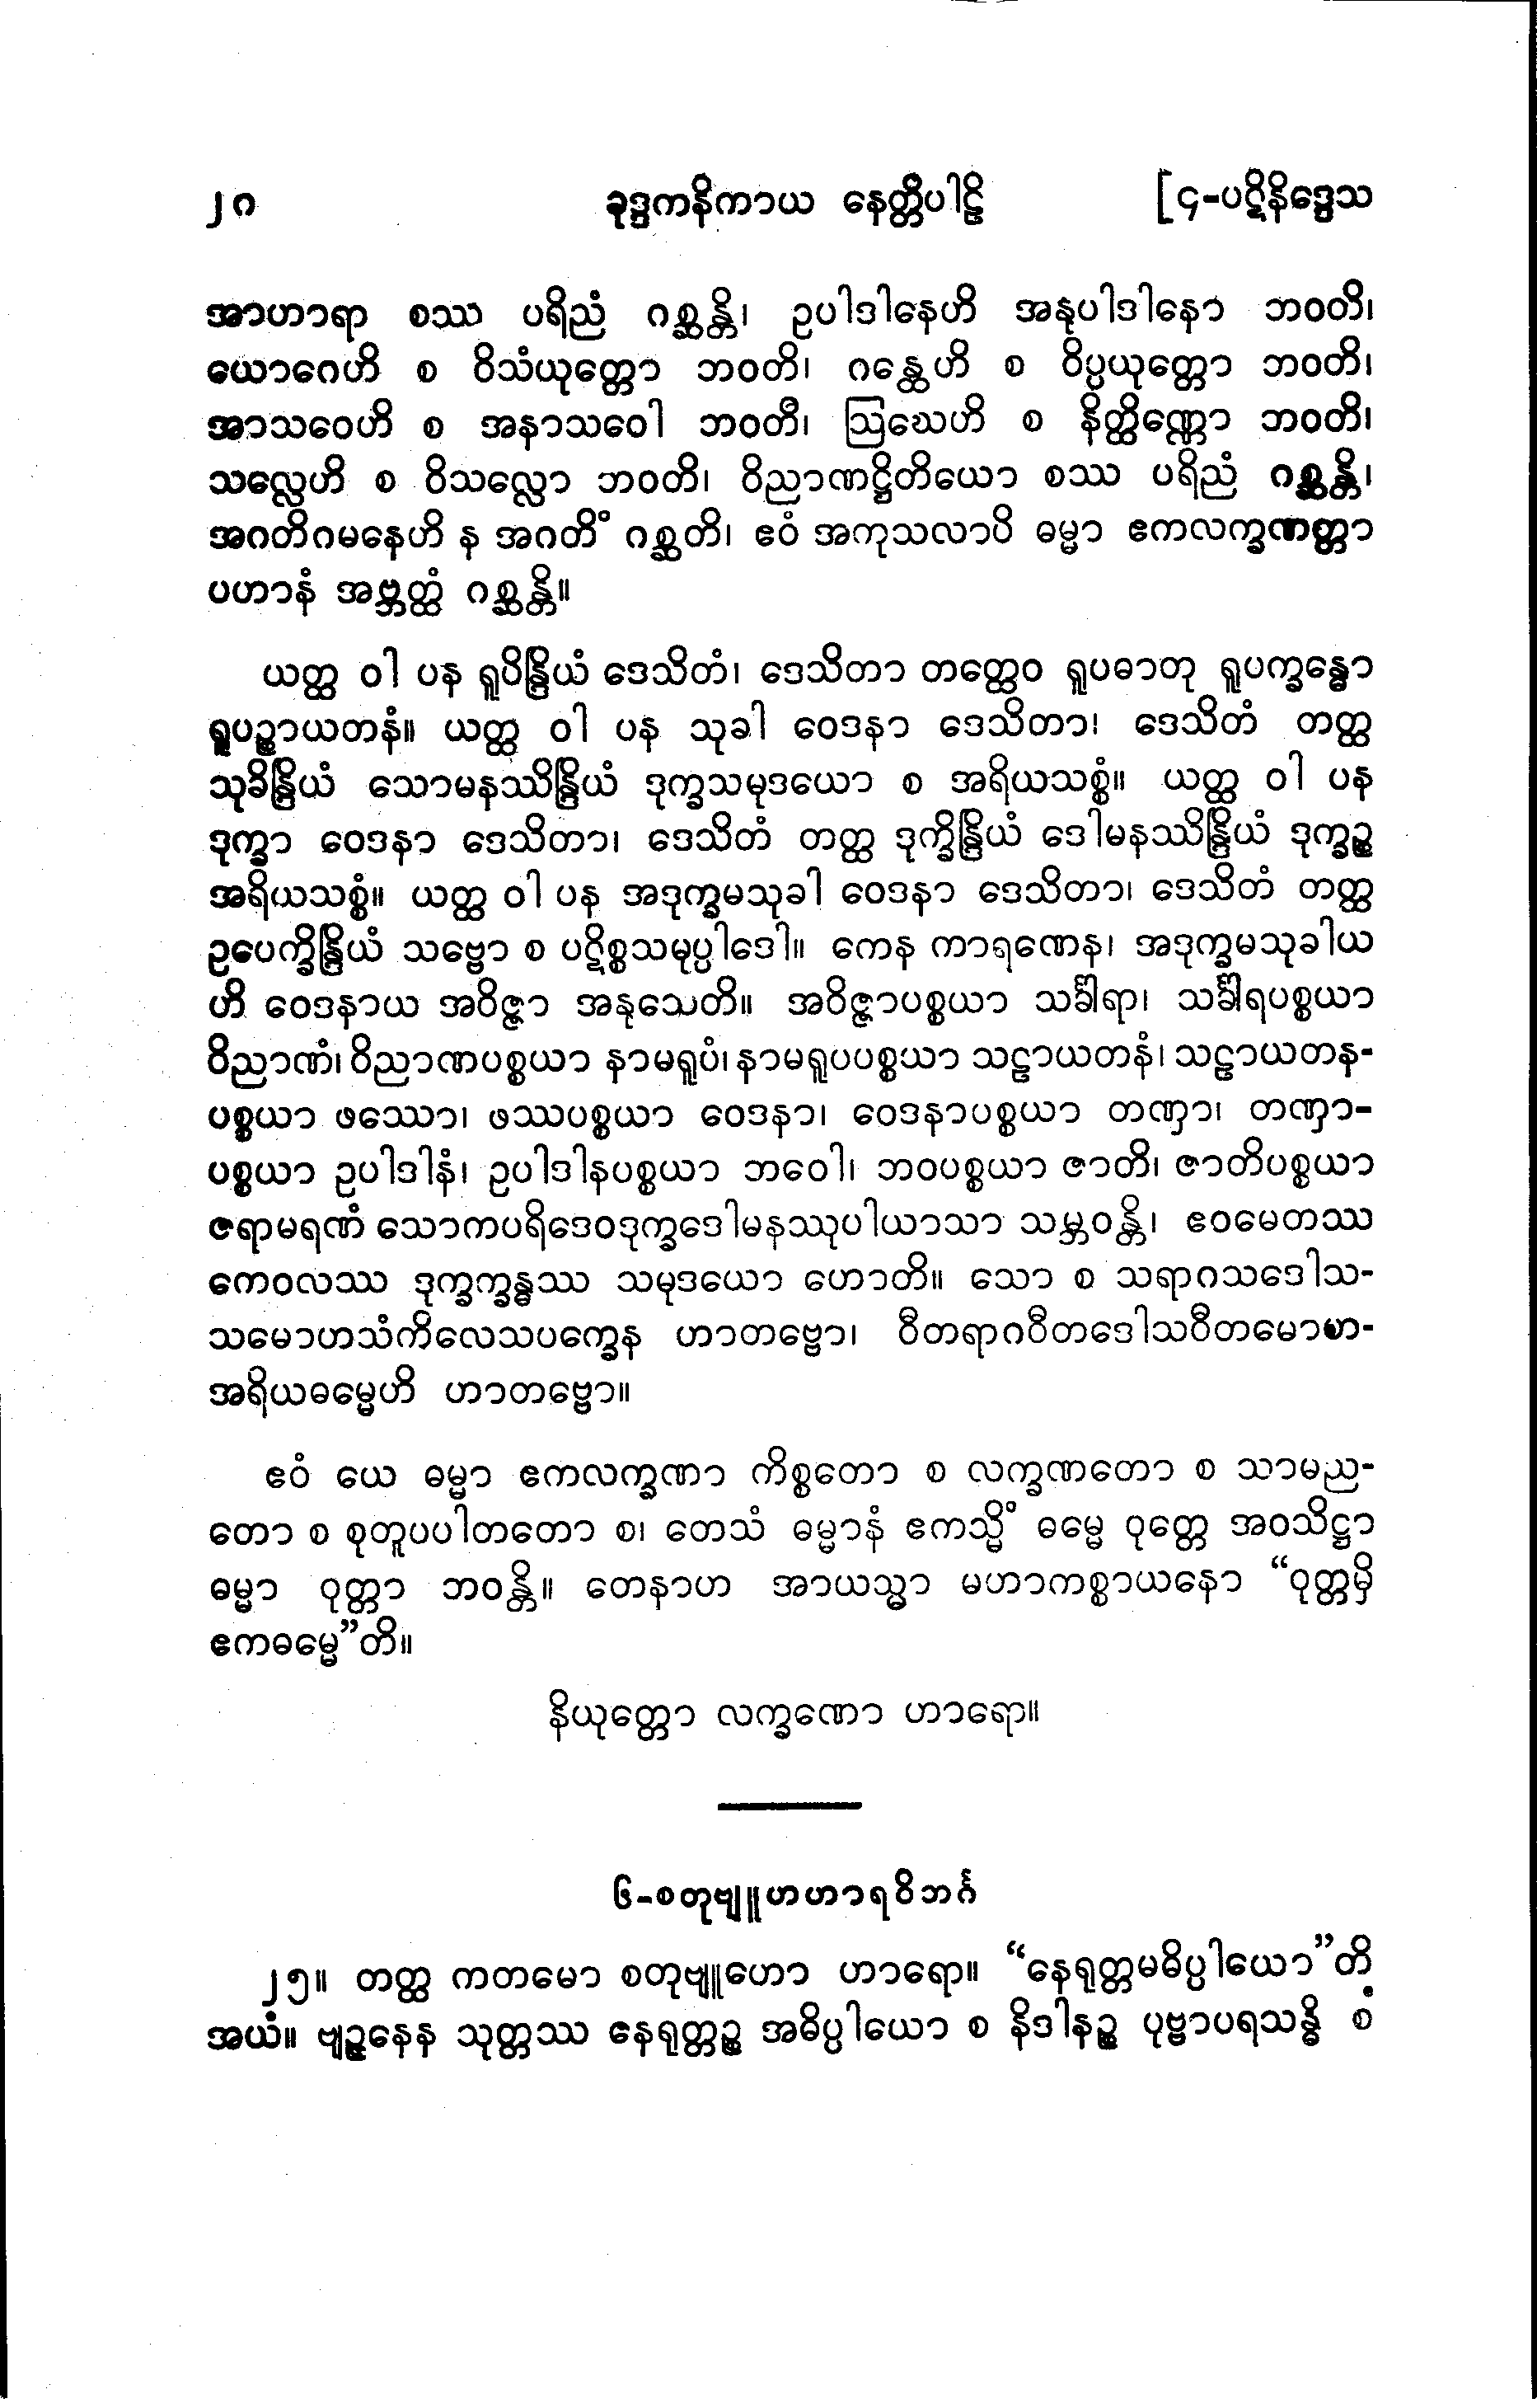 ၂၈ ခုဒ္ဒကနိကာယ နေတ္တိပါဠိ [၄-ပဋိနိဒ္ဒေသ
အာဟာရာ စဿ ပရိညံ ဂစ္ဆန္တိ၊ ဥပါဒါနေဟိ အနုပါဒါနော ဘဝတိ၊
ယောဂေဟိ စ ဝိသံယုတ္တော ဘဝတိ၊ ဂန္ထေဟိ စ ဝိပ္ပယုတ္တော ဘဝတိ၊
အာသဝေဟိ စ အနာသဝေါ ဘဝတိ၊ ဩဃေဟိ စ နိတ္ထိဏ္ဏော ဘဝတိ၊
သလ္လေဟိ စ ဝိသလ္လော ဘဝတိ၊ ဝိညာဏဋ္ဌိတိယော စဿ ပရိညံ ဂစ္ဆန္တိ၊
အဂတိဂမနေဟိ န အဂတိံ ဂစ္ဆတိ၊ ဧဝံ အကုသလာပိ ဓမ္မာ ဧကလက္ခဏတ္တာ
ပဟာနံ အဗ္ဘတ္ထံ ဂစ္ဆန္တိ။
ယတ္ထ ဝါ ပန ရူပိန္ဒြိယံ ဒေသိတံ၊ ဒေသိတာ တတ္ထေဝ ရူပဓာတု ရူပက္ခန္ဓော
ရူပဉ္စာယတနံ။ ယတ္ထ ဝါ ပန သုခါ ဝေဒနာ ဒေသိတာ၊ ဒေသိတံ တတ္ထ
သုခိန္ဒြိယံ သောမနဿိန္ဒြိယံ ဒုက္ခသမုဒယော စ အရိယသစ္စံ။ ယတ္ထ ဝါ ပန
ဒုက္ခာ ဝေဒနာ ဒေသိတာ၊ ဒေသိတံ တတ္ထ ဒုက္ခိန္ဒြိယံ ဒေါမနဿိန္ဒြိယံ ဒုက္ခဉ္စ
အရိယသစ္စံ။ ယတ္ထ ဝါ ပန အဒုက္ခမသုခါ ဝေဒနာ ဒေသိတာ၊ ဒေသိတံ တတ္ထ
ဥပေက္ခိန္ဒြိယံ သဗ္ဗော စ ပဋိစ္စသမုပ္ပါဒေါ။ ကေန ကာရဏေန၊ အဒုက္ခမသုခါယ
ဟိ ဝေဒနာယ အဝိဇ္ဇာ အနုသေတိ။ အဝိဇ္ဇာပစ္စယာ သင်္ခါရာ၊ သင်္ခါရပစ္စယာ
ဝိညာဏံ၊ ဝိညာဏပစ္စယာ နာမရူပံ၊ နာမရူပပစ္စယာ သဠာယတနံ၊ သဠာယတန-
ပစ္စယာ ဖဿော၊ ဖဿပစ္စယာ ဝေဒနာ၊ ဝေဒနာပစ္စယာ တဏှာ၊ တဏှာ-
ပစ္စယာ ဥပါဒါနံ၊ ဥပါဒါနပစ္စယာ ဘဝေါ၊ ဘဝပစ္စယာ ဇာတိ၊ ဇာတိပစ္စယာ
ဇရာမရဏံ သောကပရိဒေဝဒုက္ခဒေါမနဿုပါယာသာ သမ္ဘဝန္တိ၊ ဧဝမေတဿ
ကေဝလဿ ဒုက္ခက္ခန္ဓဿ သမုဒယော ဟောတိ။ သော စ သရာဂသဒေါသ-
သမောဟသံကိလေသပက္ခေန ဟာတဗ္ဗော၊ ဝီတရာဂဝီတဒေါသဝီတမောဟ-
အရိယဓမ္မေဟိ ဟာတဗ္ဗော။
ဧဝံ ယေ ဓမ္မာ ဧကလက္ခဏာ ကိစ္စတော စ လက္ခဏတော စ သာမည-
တော စ စုတူပပါတတော စ၊ တေသံ ဓမ္မာနံ ဧကသ္မိံ ဓမ္မေ ဝုတ္တေ အဝသိဋ္ဌာ
ဓမ္မာ ဝုတ္တာ ဘဝန္တိ။ တေနာဟ အာယသ္မာ မဟာကစ္စာယနော “ဝုတ္တမှိ
ဧကဓမ္မေ”တိ။
နိယုတ္တော လက္ခဏော ဟာရော။
၆-စတုဗျူဟဟာရဝိဘင်္ဂ
၂၅။ တတ္ထ ကတမော စတုဗျူဟော ဟာရော။ “နေရုတ္တမဓိပ္ပါယော”တိ
အယံ။ ဗျဉ္ဇနေန သုတ္တဿ နေရုတ္တဉ္စ အဓိပ္ပါယော စ နိဒါနဉ္စ ပုဗ္ဗာပရသန္ဓိ စ